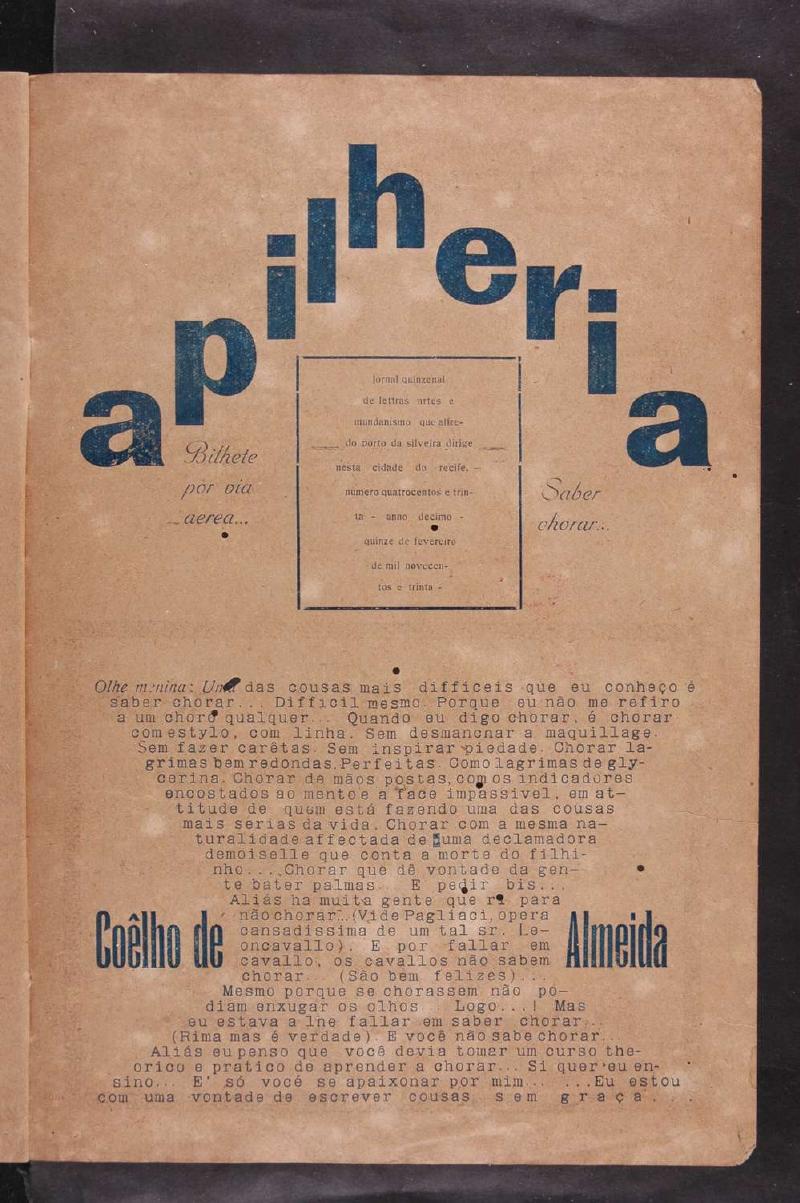 a pilheria
jornal quinzenal
de lettras artes e
mundanismo que alfre-
do porto da silveira dirige
nesta cidade do recife. —
numero quatrocentos e trin-
ta - anno decimo -
quinze de fevereiro
de mil novecen-
tos e trinta -
Bilhete
por via
aerea...
Saber
chorar...
Olhe menina: Uma das cousas mais difficeis que eu conheço é
saber chorar... Difficil mesmo. Porque eu não me refiro
a um choro qualquer... Quando eu digo chorar, é chorar
com estylo, com linha. Sem desmanchar a maquillage.
Sem fazer carêtas. Sem inspirar piedade. Chorar la-
grimas bem redondas. Perfeitas. Como lagrimas de gly-
cerina. Chorar de mãos postas, com os indicadores
encostados ao mento e a face impassivel, em at-
titude de quem está fazendo uma das cousas
mais serias da vida. Chorar com a mesma na-
turalidade affectada de uma declamadora
demoiselle que conta a morte do filhi-
nho.... Chorar que dê vontade da gen-
te bater palmas... E pedir bis...
Aliás ha muita gente que ri para
não chorar... (Vide Pagliaci, opera
cansadissima de um tal sr. Le-
oncavallo). E por fallar em
cavallo, os cavallos não sabem
chorar... (São bem felizes)...
Mesmo porque se chorassem não po-
diam enxugar os olhos... Logo...! Mas
eu estava a lhe fallar em saber chorar...
(Rima mas é verdade). E você não sabe chorar...
Aliás eu penso que você devia tomar um curso the-
orico e pratico de aprender a chorar... Si quer eu en-
sino... E' só você se apaixonar por mim... ...Eu estou
com uma vontade de escrever cousas sem graça...
Coêlho de
Almeida